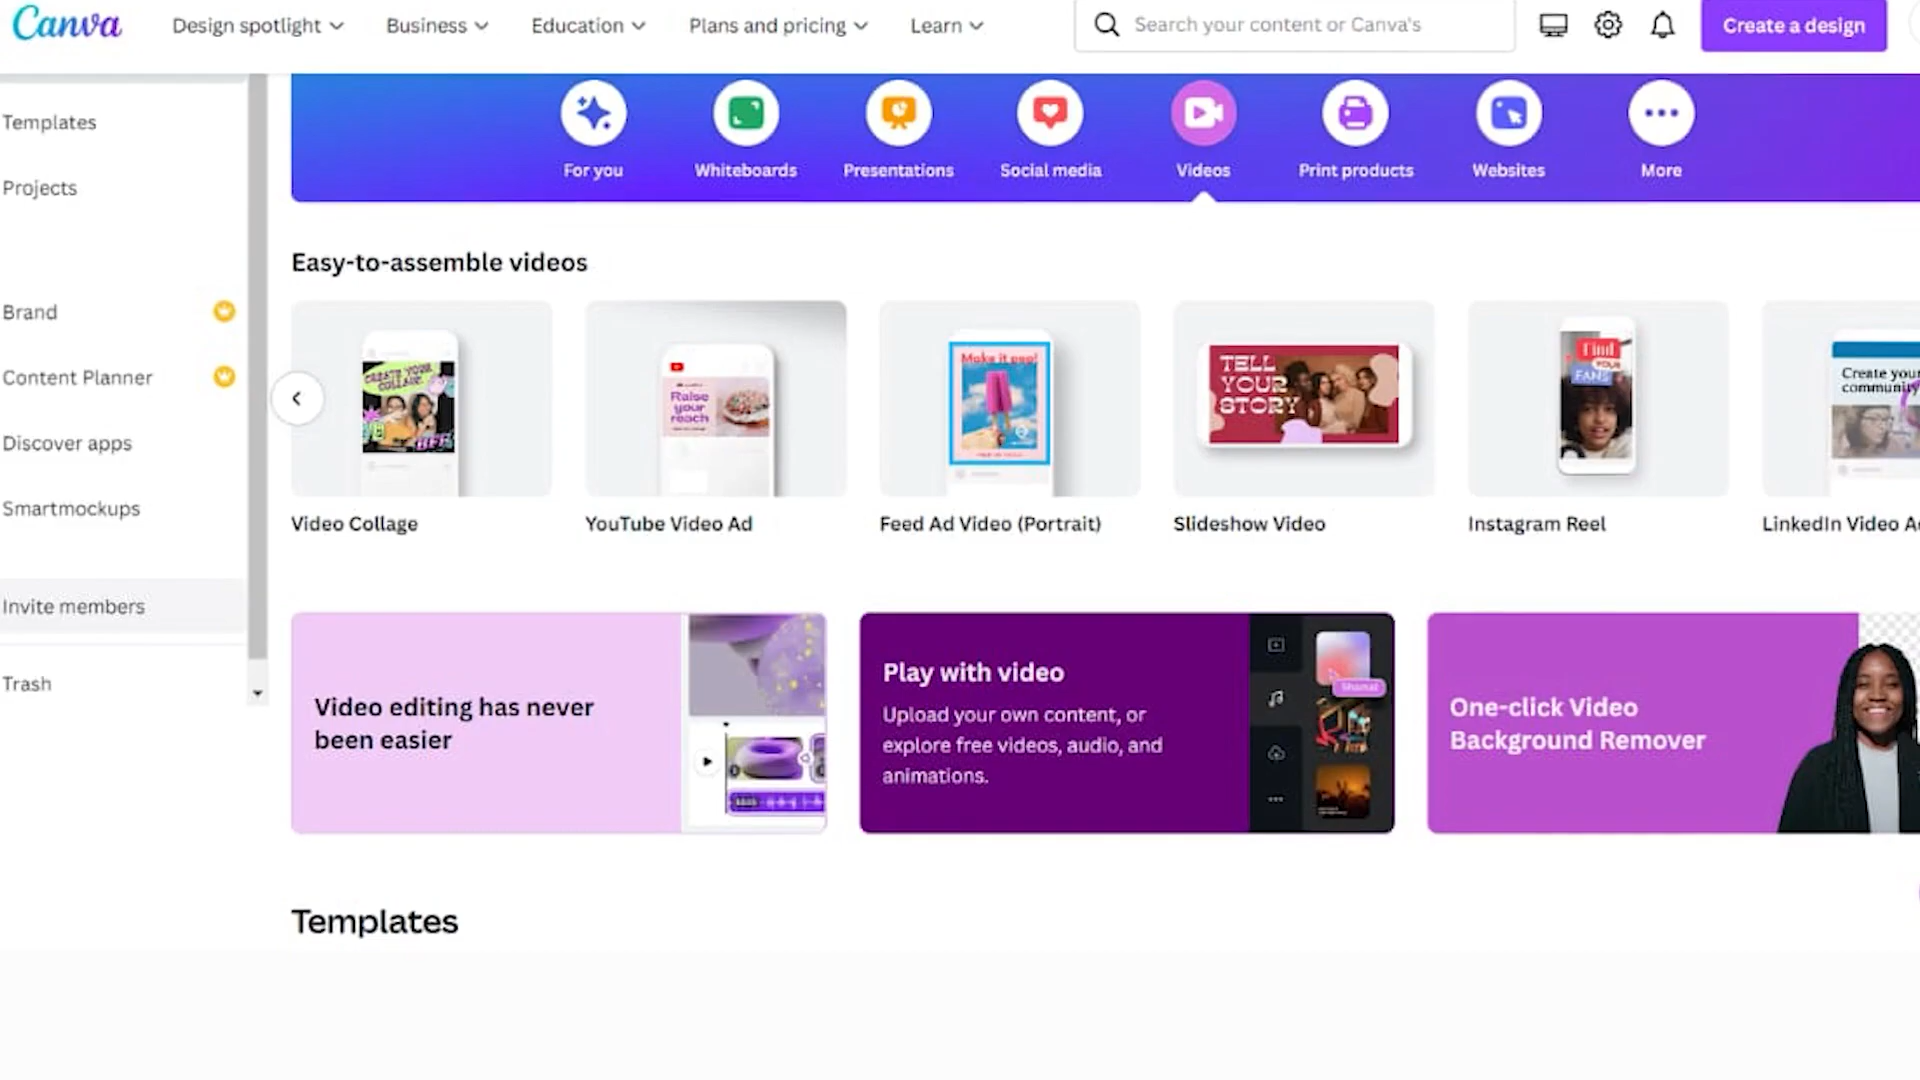 Canva
Design spotlight
Business
Education
Plans and pricing
Learn
Search your content or Canva's
Create a design
Templates
Projects
Brand
Content Planner
Discover apps
Smartmockups
Invite members
Trash
For you
Whiteboards
Presentations
Social media
Videos
Print products
Websites
More
Easy-to-assemble videos
CREATE YOUR
COLLAGE
Raise
your
reach
Make it pop!
TELL
YOUR
STORY
Find
YOUR
FANS
Create your
community
Video Collage
YouTube Video Ad
Feed Ad Video (Portrait)
Slideshow Video
Instagram Reel
LinkedIn Video A
Video editing has never
been easier
Play with video
Upload your own content, or
explore free videos, audio, and
animations.
One-click Video
Background Remover
Templates